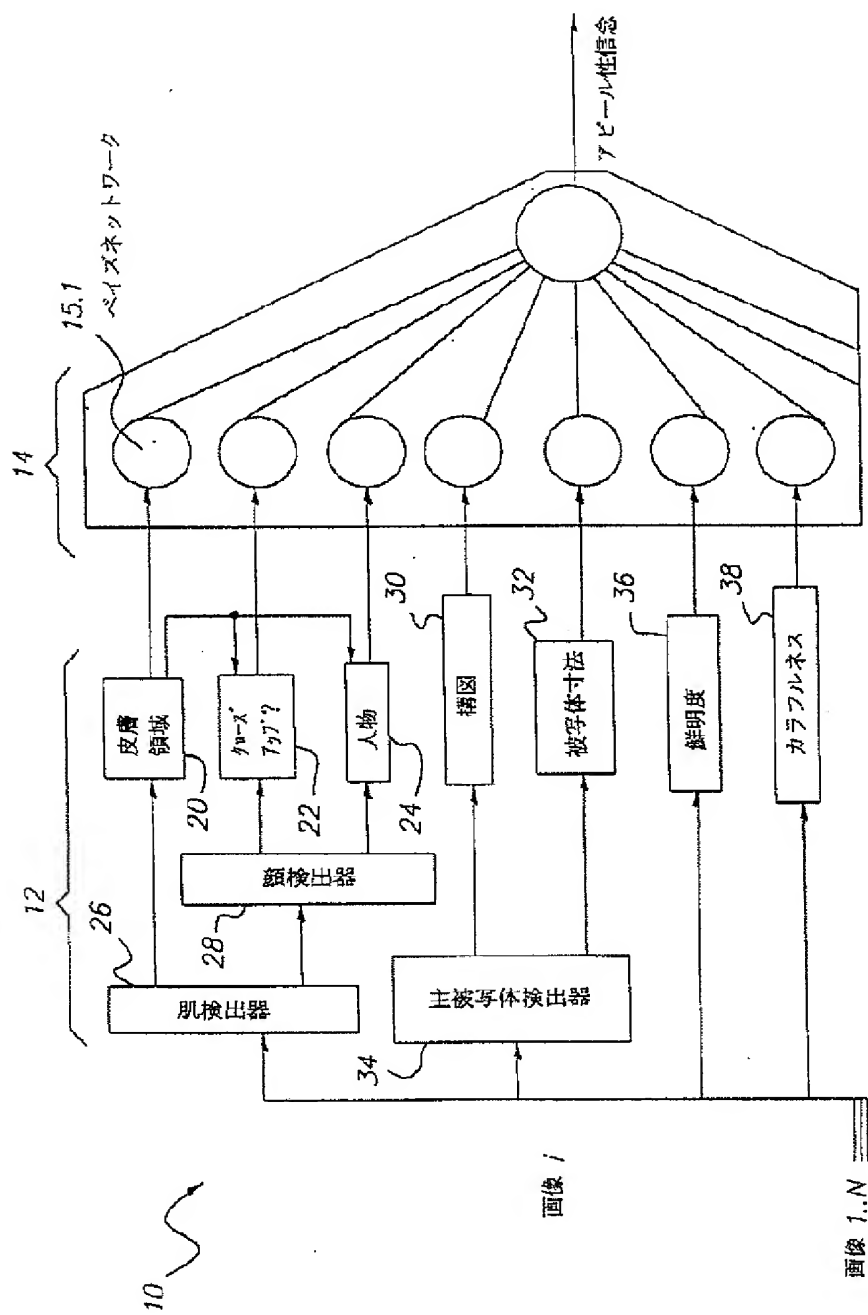 10
12
14
15.1
ベイズネットワーク
26
肌検出器
28
顔検出器
皮膚
領域
20
クローズ
アップ?
22
人物
24
構図
30
被写体寸法
32
主被写体検出器
34
鮮明度
36
カラフルネス
38
画像 i
画像 1..N
アピール性信念